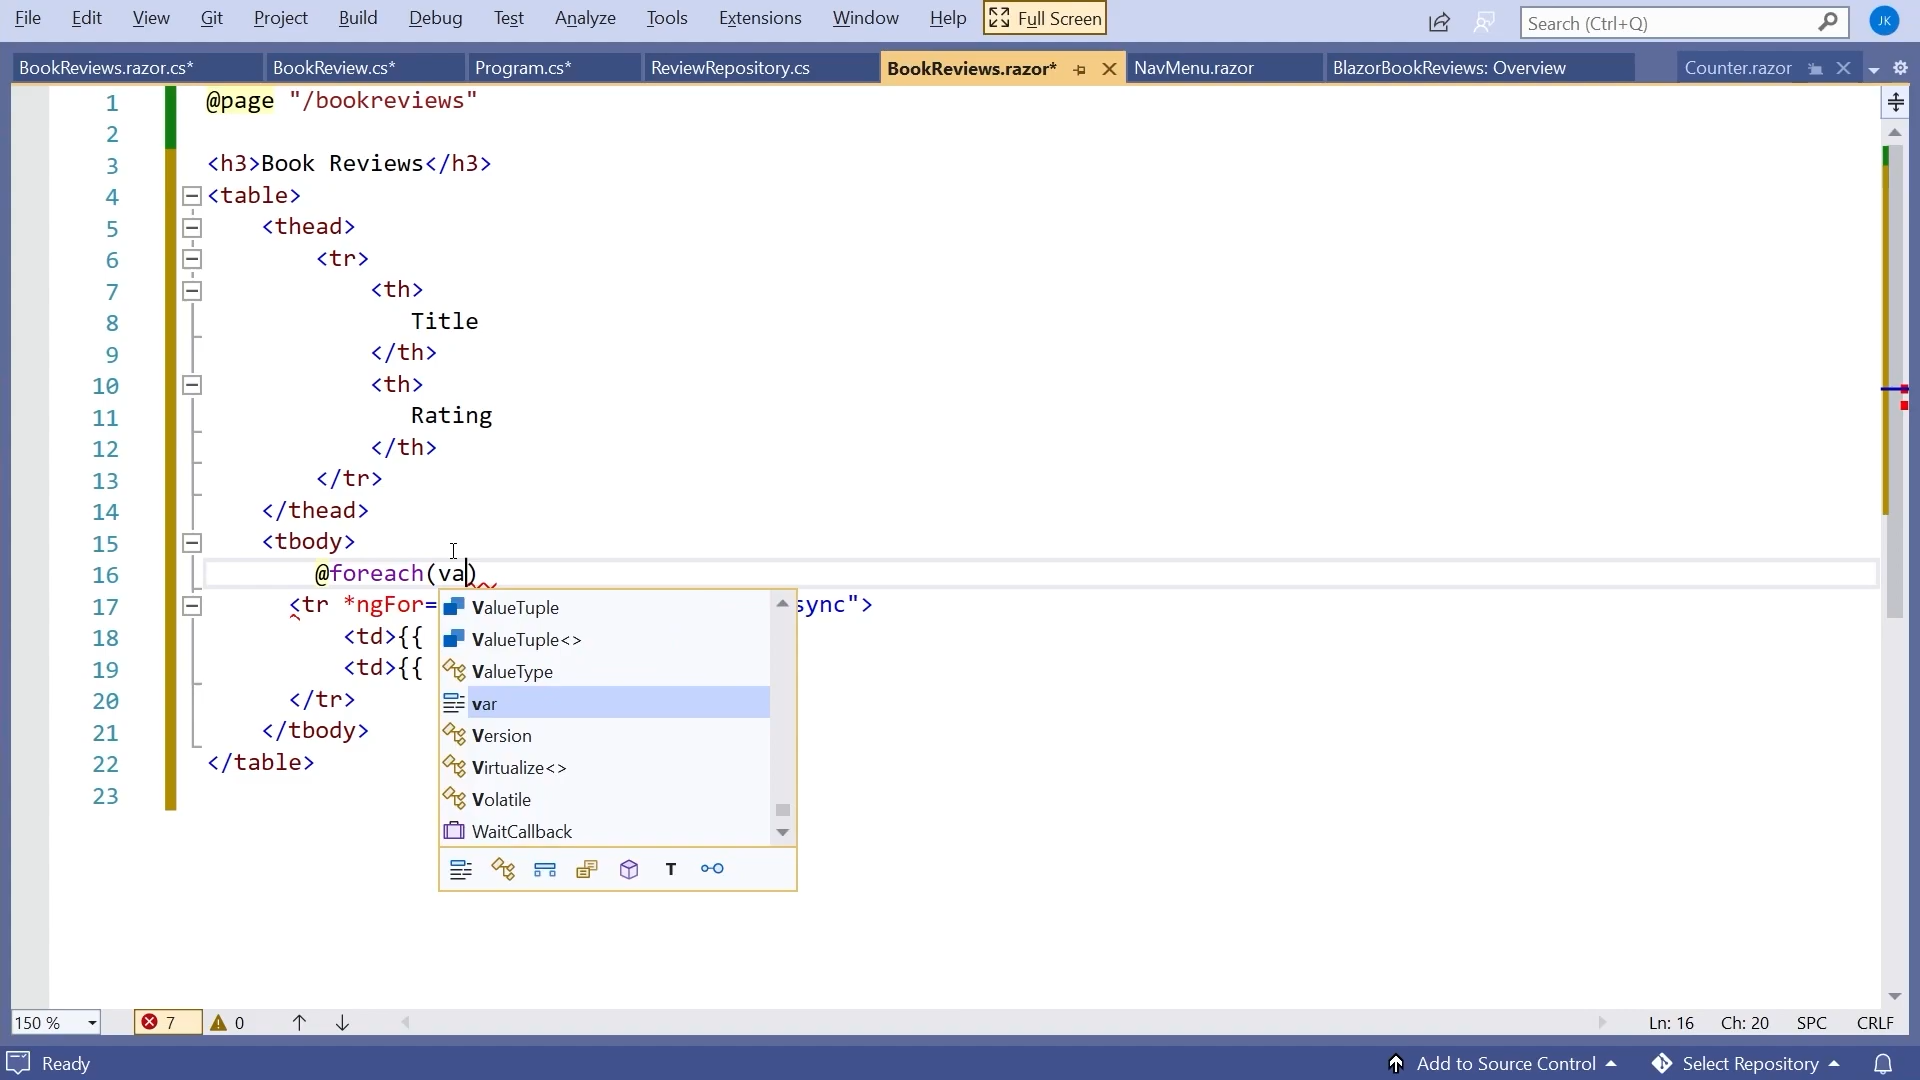 File Edit View Git Project Build Debug Test Analyze Tools Extensions Window Help Full Screen Search (Ctrl+Q) JK
BookReviews.razor.cs* BookReview.cs* Program.cs* ReviewRepository.cs BookReviews.razor* NavMenu.razor BlazorBookReviews: Overview Counter.razor
1 @page "/bookreviews"
2
3 <h3>Book Reviews</h3>
4 <table>
5 <thead>
6 <tr>
7 <th>
8 Title
9 </th>
10 <th>
11 Rating
12 </th>
13 </tr>
14 </thead>
15 <tbody>
16 @foreach(va)
17 <tr *ngFor= sync">
18 <td>{{
19 <td>{{
20 </tr>
21 </tbody>
22 </table>
23
ValueTuple
ValueTuple<>
ValueType
var
Version
Virtualize<>
Volatile
WaitCallback
T
150 % 7 0 Ln: 16 Ch: 20 SPC CRLF
Ready Add to Source Control Select Repository